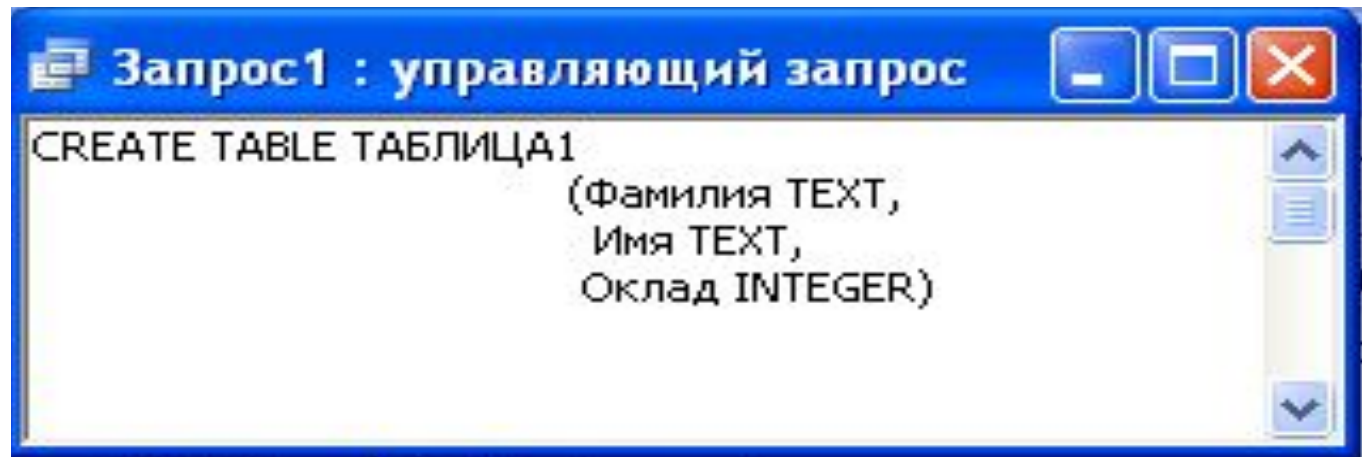 Запрос1 : управляющий запрос
CREATE TABLE ТАБЛИЦА1
(Фамилия TEXT,
Имя TEXT,
Оклад INTEGER)